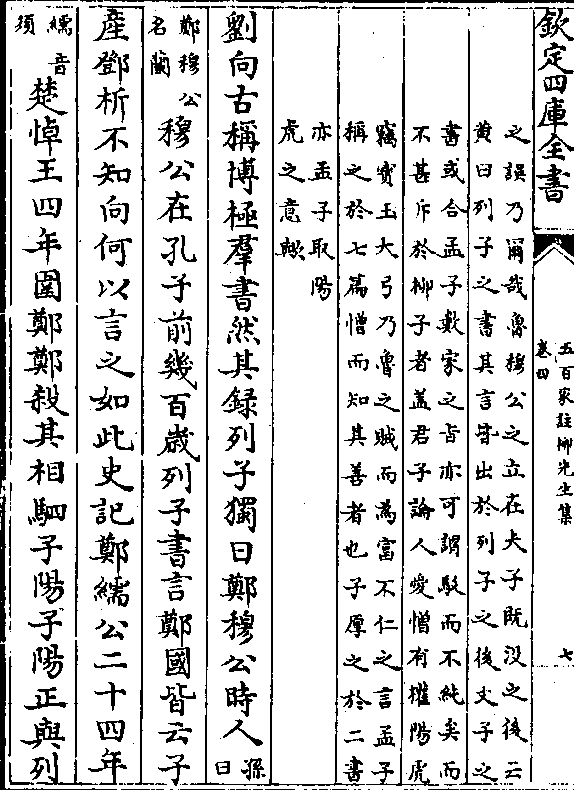 欽定四庫全書
五百家註柳先生集
卷四
七
之誤乃爾哉魯穆公之立在夫子既没之後云
黄曰列子之書其言皆出於列子之後文子之
書或合孟子數家之旨亦可謂駁而不純矣而
不甚斥於柳子者蓋君子論人愛憎有權陽虎
竊寳玉大弓乃魯之賊而為富不仁之言孟子
稱之於七篇憎而知其善者也子厚之於二書
亦孟子取陽
虎之意歟
劉向古稱博極羣書然其録列子獨曰鄭穆公時人孫曰
鄭穆公名蘭穆公在孔子前幾百歲列子書言鄭國皆云子
產鄧析不知向何以言之如此史記鄭繻公二十四年
繻音須楚悼王四年圍鄭鄭殺其相駟子陽子陽正與列